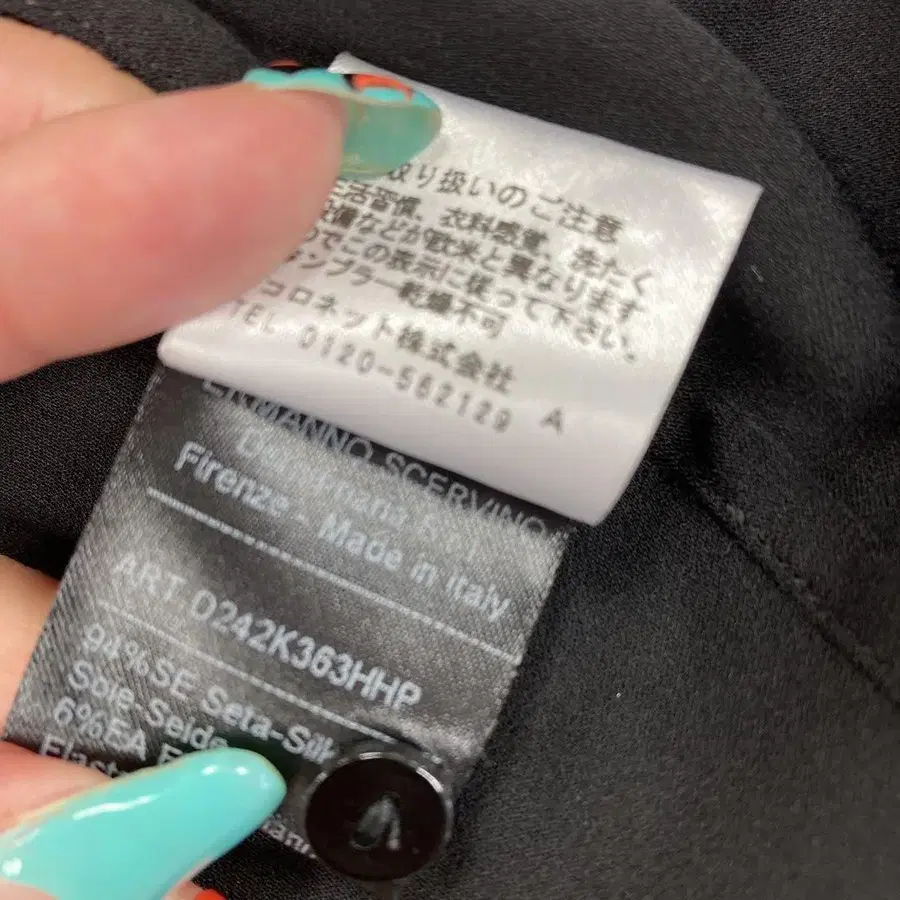 取り扱いのご注意
生活習慣、衣料感覚、洗たく
設備などが欧米と異なります
のでこの表示に従って下さい。
タンブラー乾燥不可
コロネット株式会社
TEL 0120-562129 A
ERMANNO SCERVINO
Firenze - Made in Italy
ART. D242K363HHP
94%SE Seta-Silk
Soie-Seide
6%EA